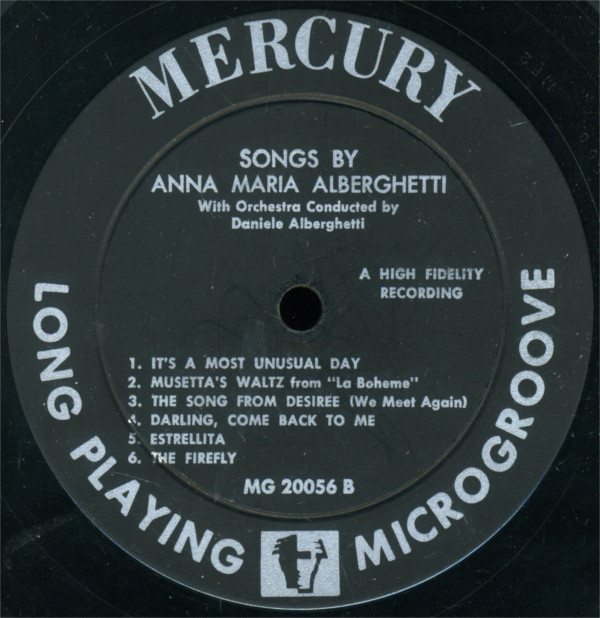 MERCURY
SONGS BY
ANNA MARIA ALBERGHETTI
With Orchestra Conducted by
Daniele Alberghetti
A HIGH FIDELITY
RECORDING
1. IT'S A MOST UNUSUAL DAY
2. MUSETTA'S WALTZ from "La Boheme"
3. THE SONG FROM DESIREE (We Meet Again)
4. DARLING, COME BACK TO ME
5. ESTRELLITA
6. THE FIREFLY
MG 20056 B
LONG PLAYING MICROGROOVE